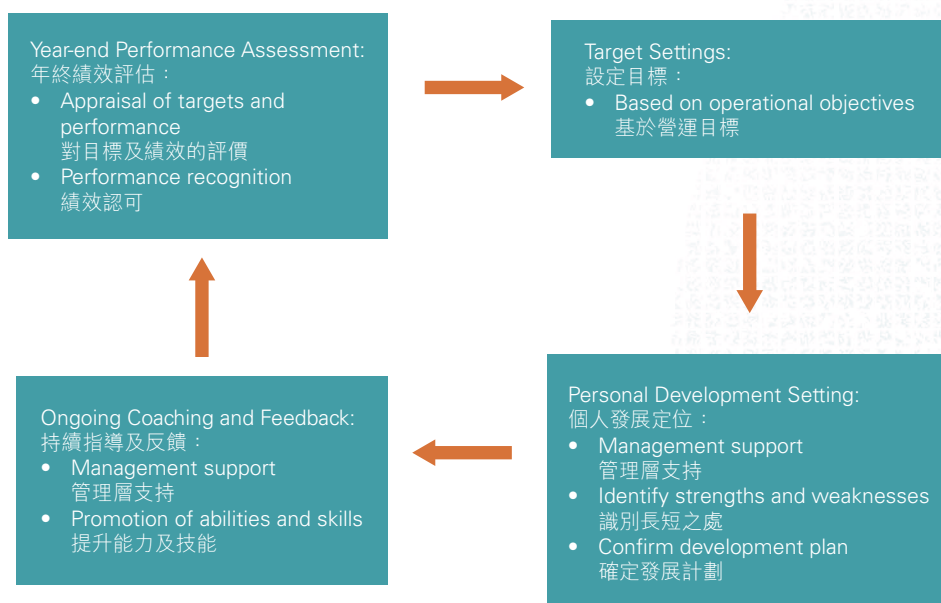 Year-end Performance Assessment:
年終績效評估：
• Appraisal of targets and
performance
對目標及績效的評價
• Performance recognition
績效認可
Target Settings:
設定目標：
• Based on operational objectives
基於營運目標
Personal Development Setting:
個人發展定位：
• Management support
管理層支持
• Identify strengths and weaknesses
識別長短之處
• Confirm development plan
確定發展計劃
Ongoing Coaching and Feedback:
持續指導及反饋：
• Management support
管理層支持
• Promotion of abilities and skills
提升能力及技能